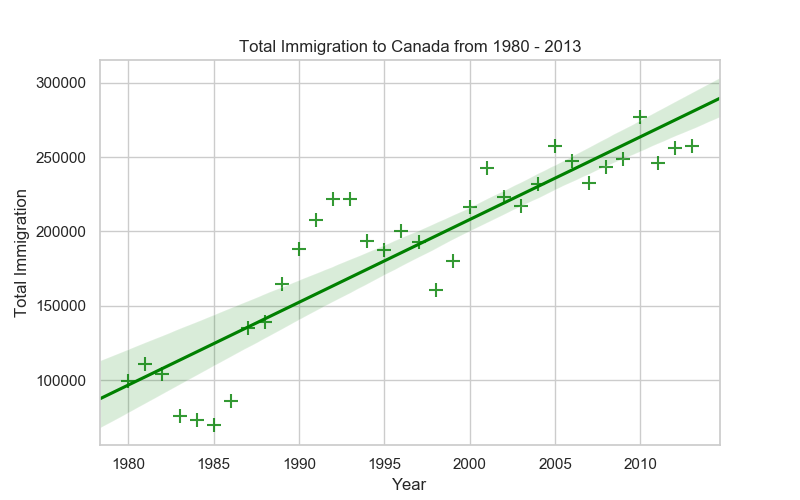 Total Immigration to Canada from 1980 - 2013
300000
250000
200000
150000
100000
Total Immigration
1980 1985 1990 1995 2000 2005 2010
Year